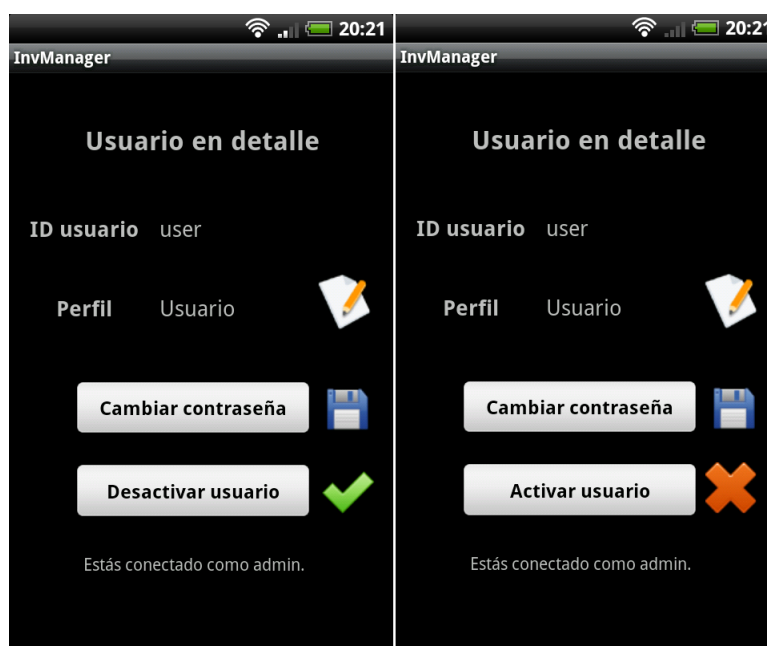 20:21
InvManager
Usuario en detalle
ID usuario user
Perfil Usuario
Cambiar contraseña
Desactivar usuario
Estás conectado como admin.
20:21
InvManager
Usuario en detalle
ID usuario user
Perfil Usuario
Cambiar contraseña
Activar usuario
Estás conectado como admin.